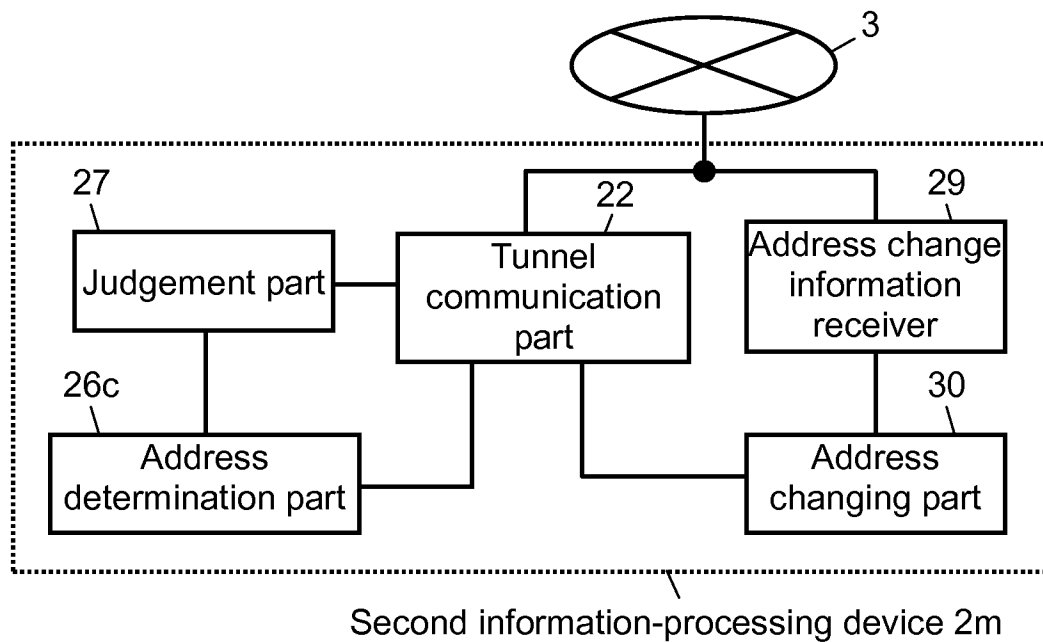 3
27
22
29
Judgement part
Tunnel
communication
part
Address change
information
receiver
26c
30
Address
determination part
Address
changing part
Second information-processing device 2m